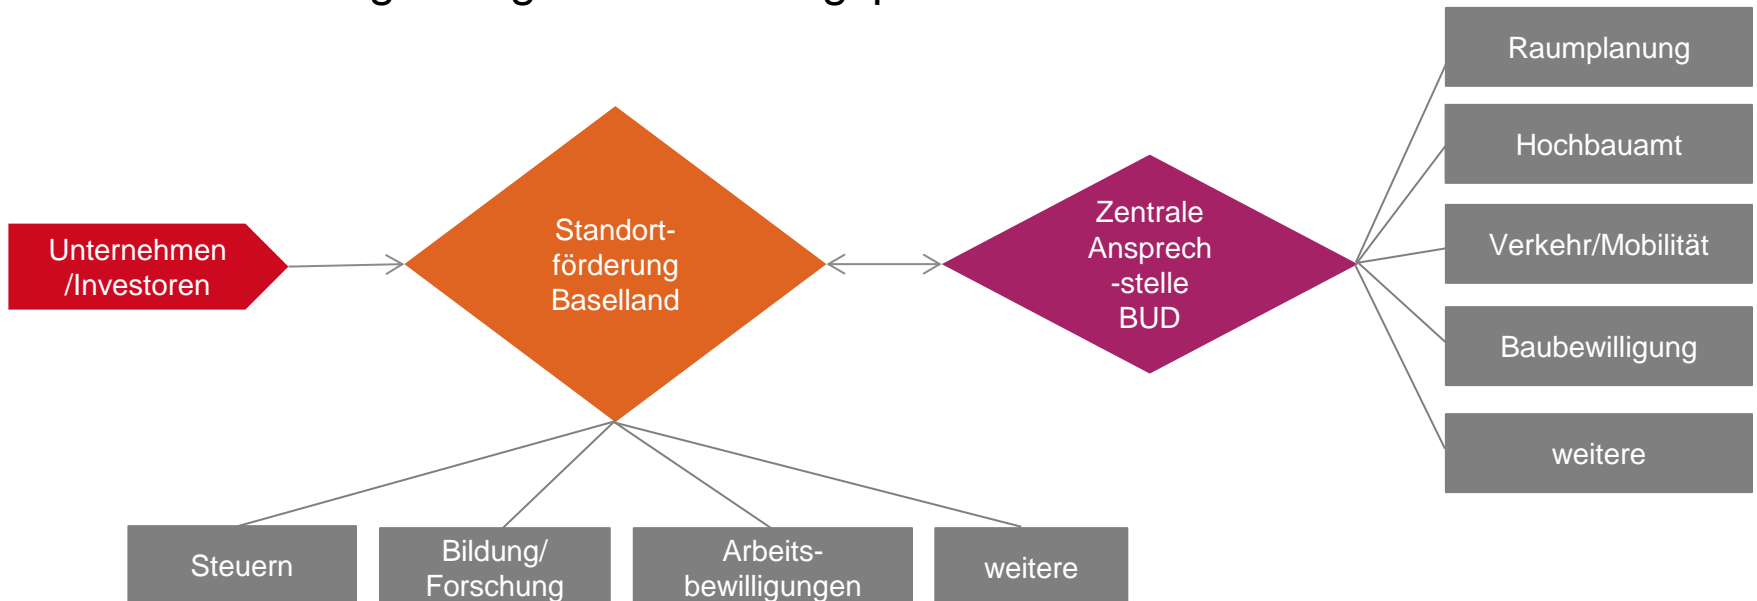 Raumplanung
Hochbauamt
Verkehr/Mobilität
Baubewilligung
weitere
Unternehmen
/Investoren
Standort-
förderung
Baselland
Zentrale
Ansprech
-stelle
BUD
Steuern
Bildung/
Forschung
Arbeits-
bewilligungen
weitere